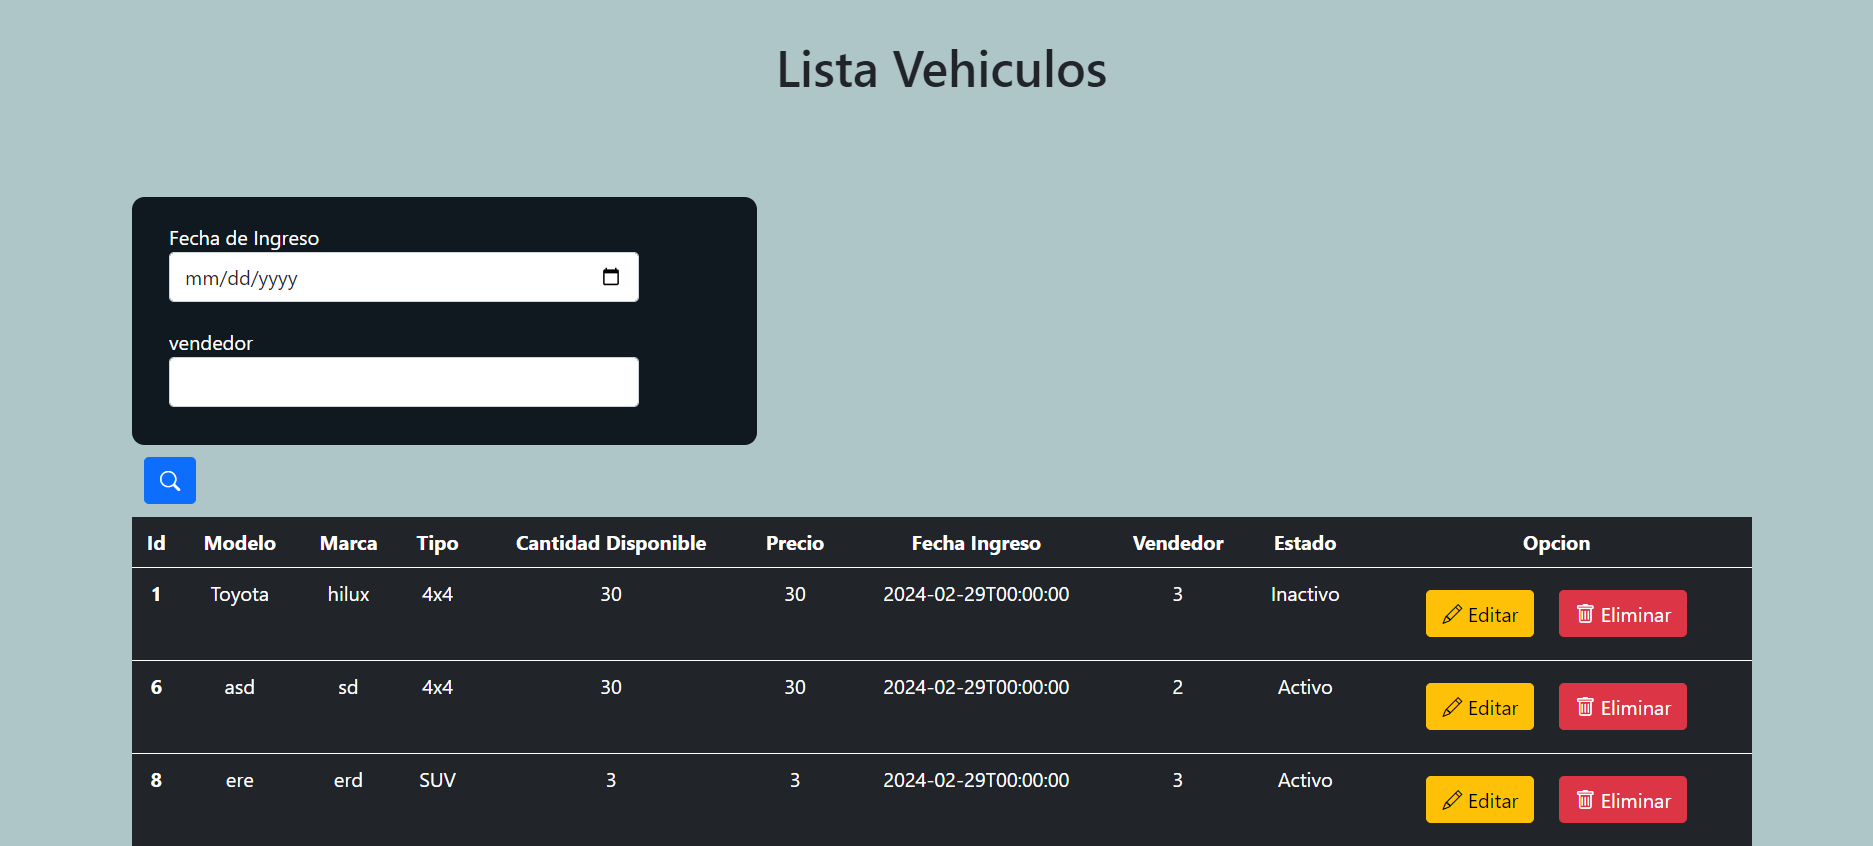 Lista Vehiculos
Fecha de Ingreso
mm/dd/yyyy
vendedor
Id Modelo Marca Tipo Cantidad Disponible Precio Fecha Ingreso Vendedor Estado Opcion
1 Toyota hilux 4x4 30 30 2024-02-29T00:00:00 3 Inactivo Editar Eliminar
6 asd sd 4x4 30 30 2024-02-29T00:00:00 2 Activo Editar Eliminar
8 ere erd SUV 3 3 2024-02-29T00:00:00 3 Activo Editar Eliminar